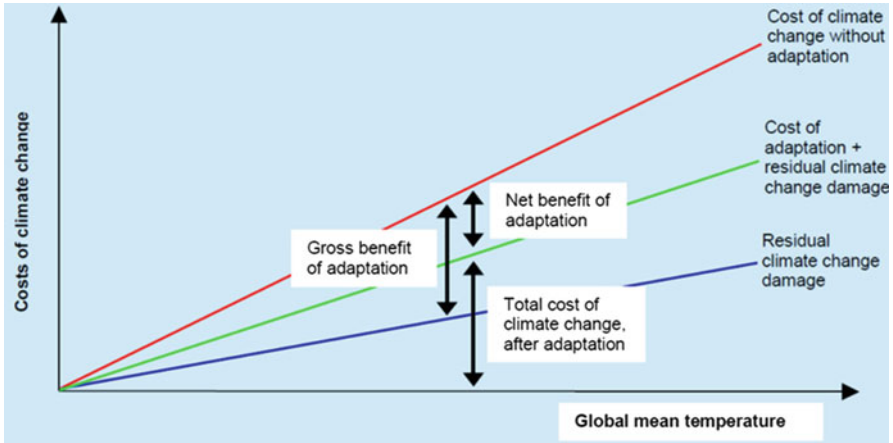 Costs of climate change
Cost of climate
change without
adaptation
Cost of
adaptation +
residual climate
change damage
Net benefit of
adaptation
Gross benefit
of adaptation
Residual
climate change
damage
Total cost of
climate change,
after adaptation
Global mean temperature